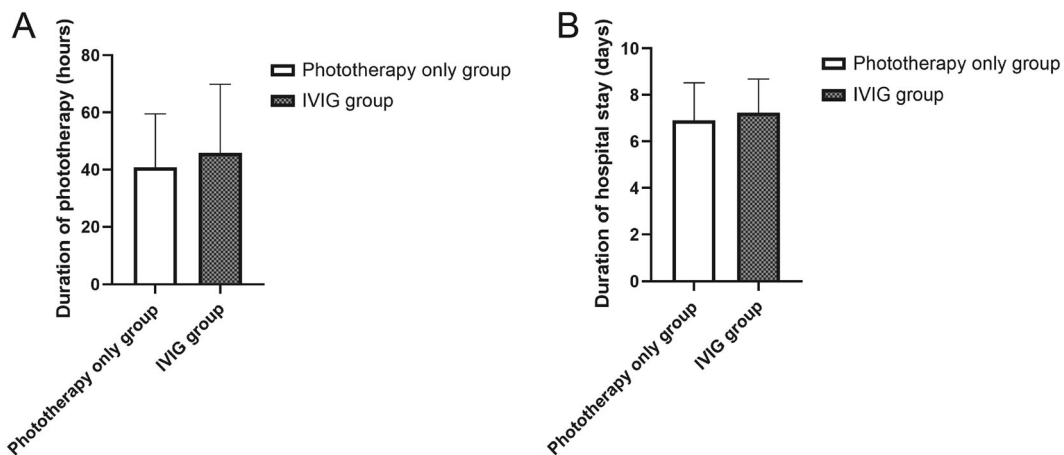 A
Duration of phototherapy (hours)
80
60
40
20
0
Phototherapy only group
IVIG group
Phototherapy only group
IVIG group
B
Duration of hospital stay (days)
10
8
6
4
2
0
Phototherapy only group
IVIG group
Phototherapy only group
IVIG group